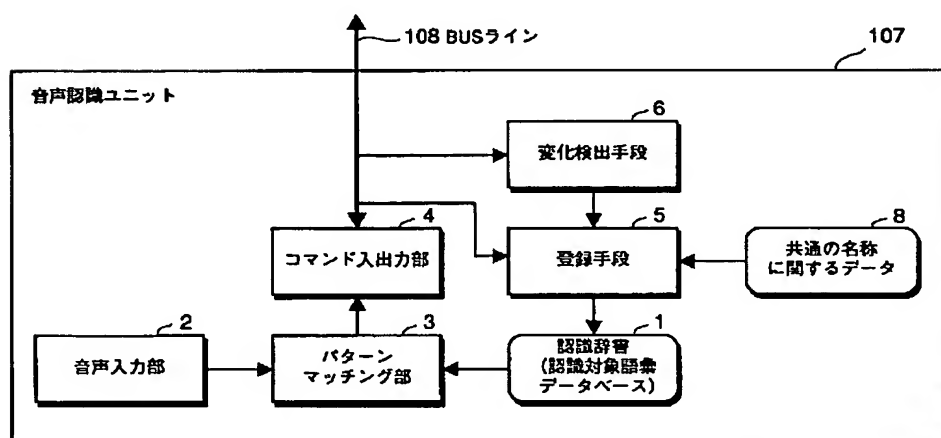 108 BUSライン
107
音声認識ユニット
6
変化検出手段
4
コマンド入出力部
5
登録手段
8
共通の名称
に関するデータ
2
音声入力部
3
パターン
マッチング部
1
認識辞書
(認識対象語彙
データベース)